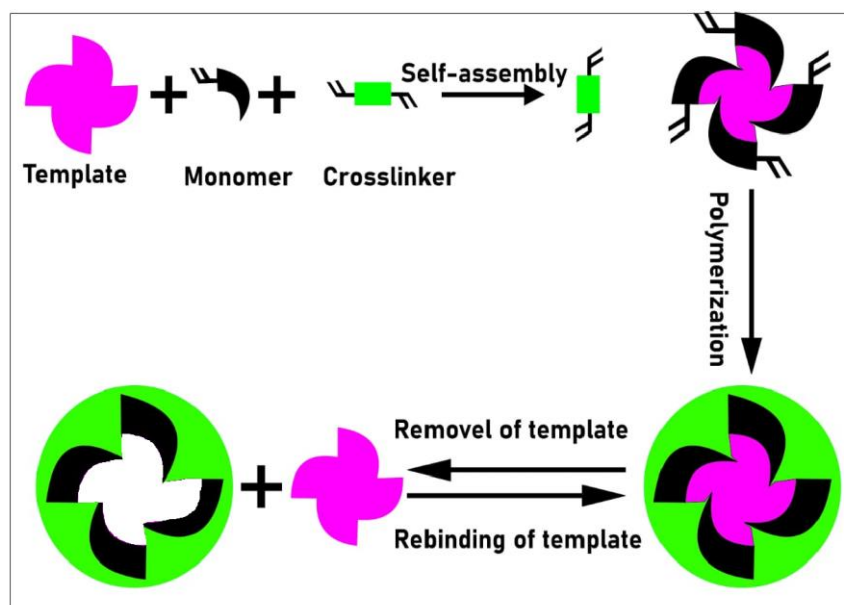 Self-assembly
Template
Monomer
Crosslinker
Polymerization
Removel of template
Rebinding of template